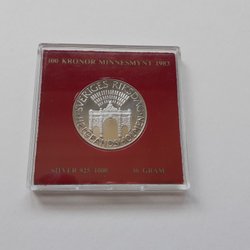 100 KRONOR MINNESMYNT 1983
SVERIGES RIKSDAG
SILVER 925/1000 16 GRAM